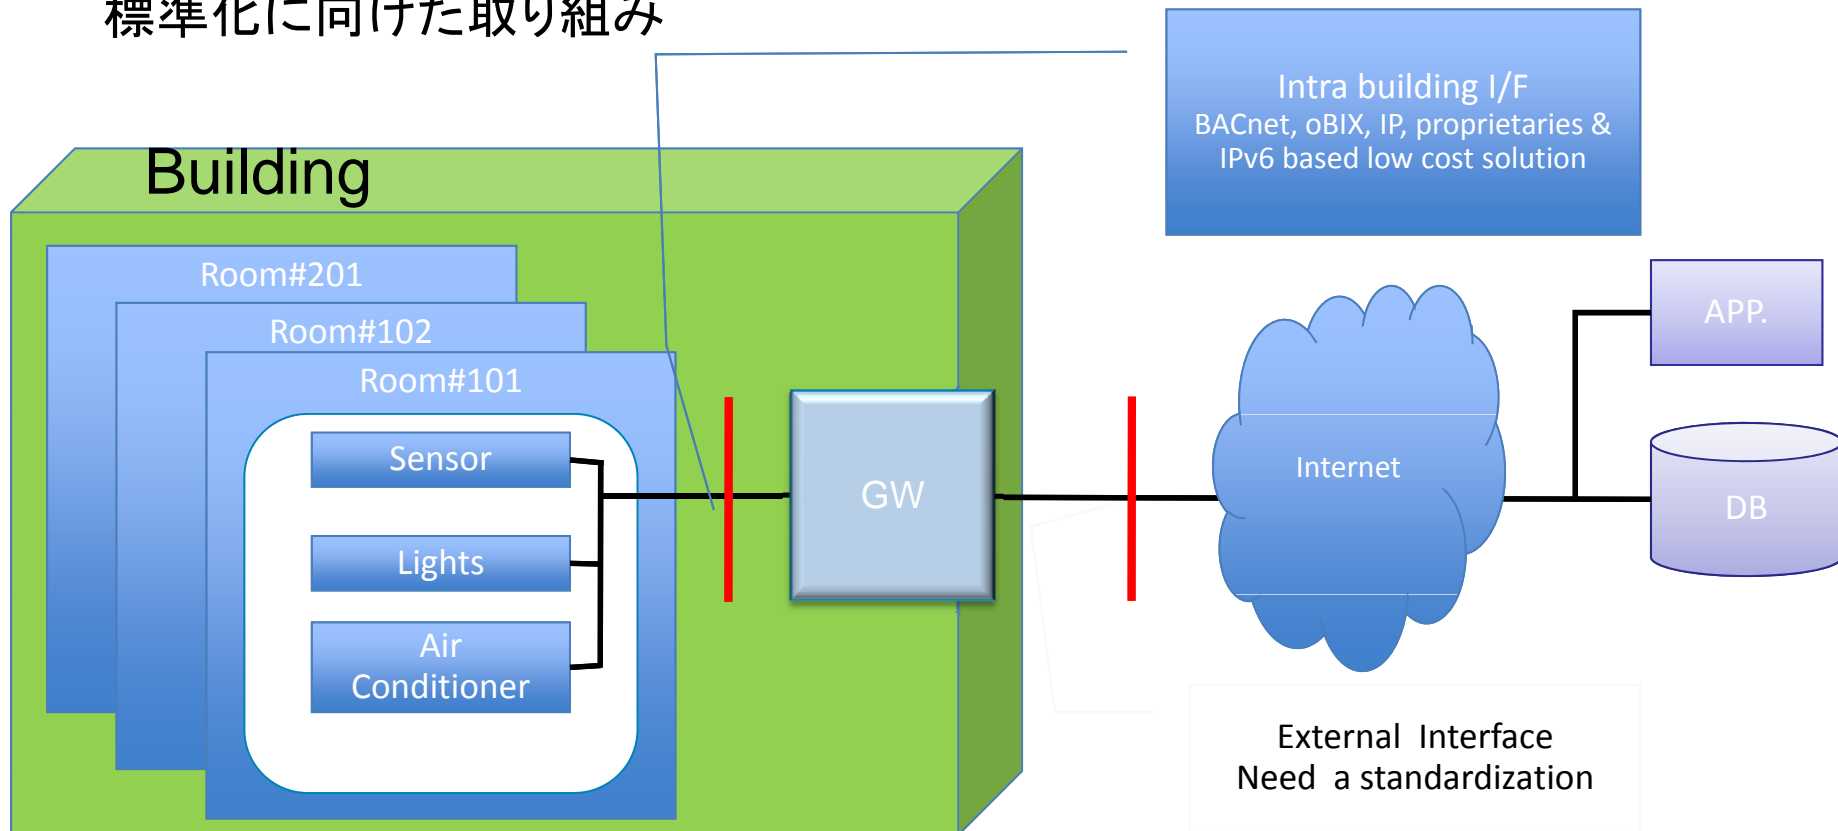 標準化に向けた取り組み
Intra building I/F
BACnet, oBIX, IP, proprietaries &
IPv6 based low cost solution
Building
Room#201
Room#102
Room#101
Sensor
Lights
Air
Conditioner
GW
Internet
APP.
DB
External Interface
Need a standardization